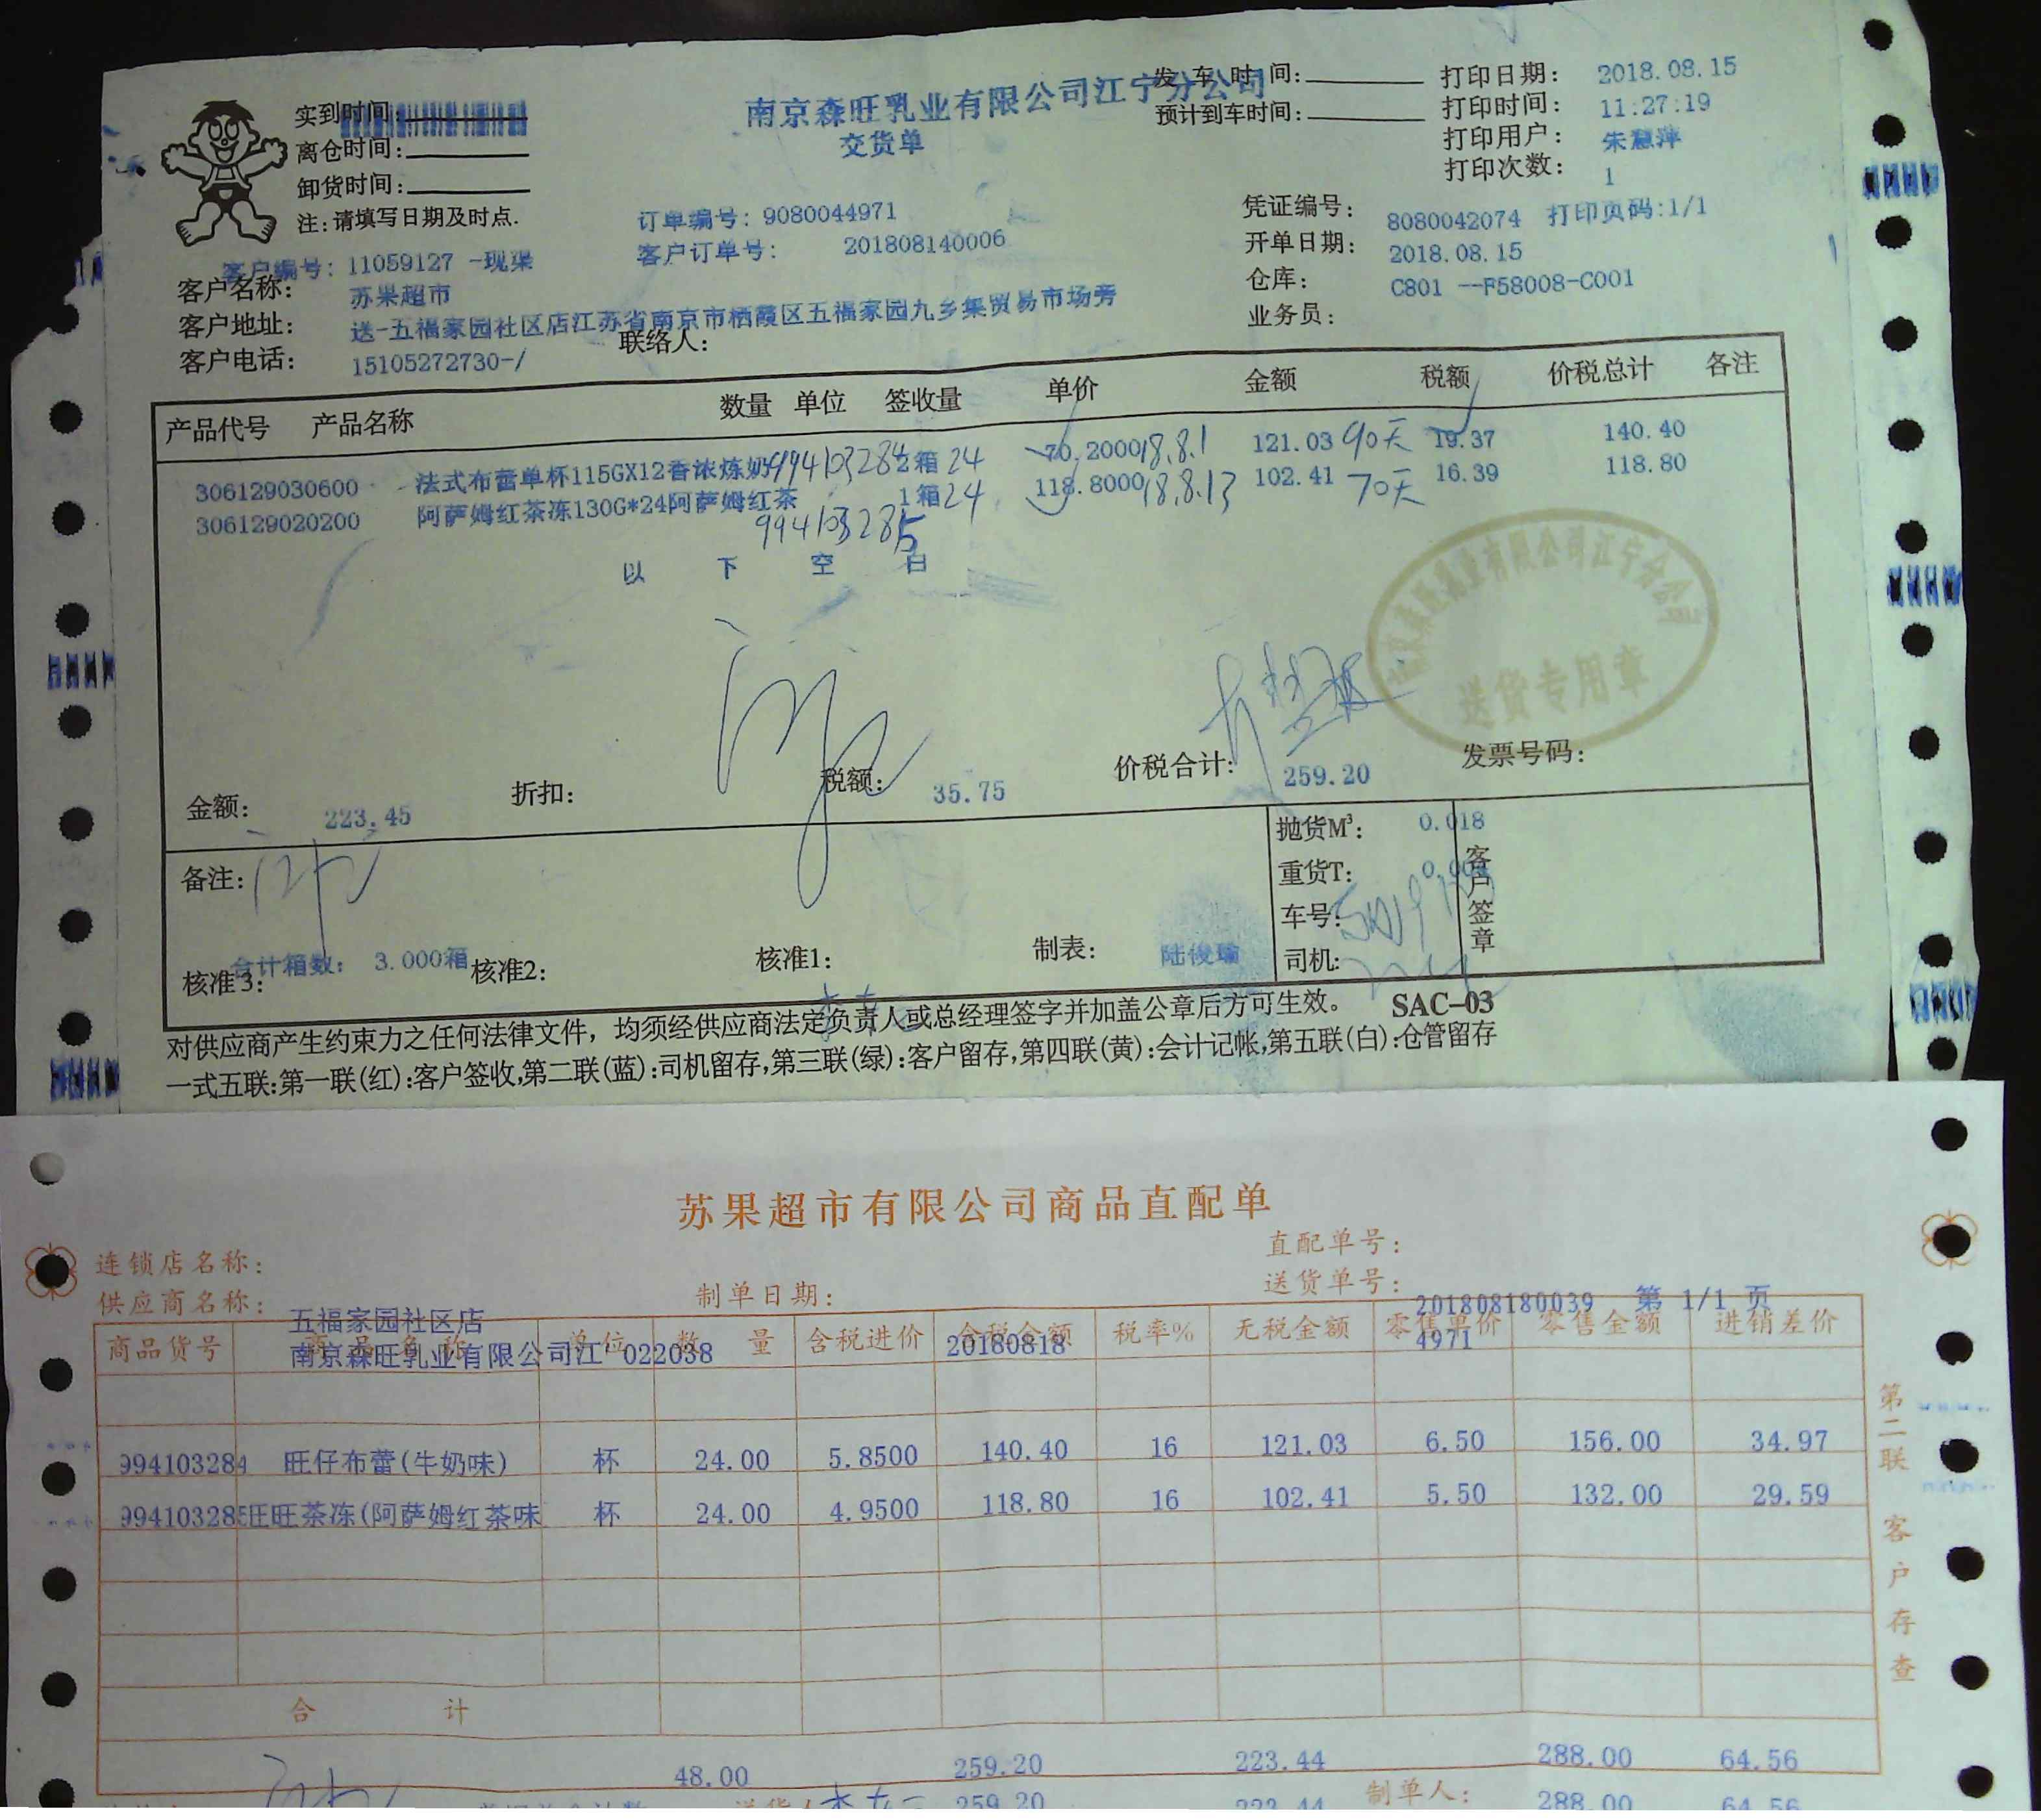 南京森旺乳业有限公司江宁分公司
交货单
实到时间:
离仓时间:
卸货时间:
注:请填写日期及时点.
发 车 时 间:
预计到车时间:
打印日期: 2018.08.15
打印时间: 11:27:19
打印用户: 朱慧萍
打印次数: 1
订单编号: 9080044971
客户订单号: 201808140006
凭证编号: 8080042074 打印页码:1/1
开单日期: 2018.08.15
仓库: C801 --F58008-C001
业务员:
客户编号: 11059127 -现渠
客户名称: 苏果超市
客户地址: 送-五福家园社区店江苏省南京市栖霞区五福家园九乡集贸易市场旁
客户电话: 15105272730-/ 联络人:
产品代号 产品名称 数量 单位 签收量 单价 金额 税额 价税总计 各注
306129030600 法式布蕾单杯115GX12香浓炼奶 994103284 2 箱 24 70.2000 18.8.1 121.03 90天 19.37 140.40
306129020200 阿萨姆红茶冻130G*24阿萨姆红茶 1 箱 24 118.8000 18.8.13 102.41 70天 16.39 118.80
994103285
以 下 空 白
南京森旺乳业有限公司江宁分公司
送货专用章
金额: 223.45 折扣: 税额: 35.75 价税合计: 259.20 发票号码:
备注:
抛货M³: 0.018
重货T:
车号:
司机:
客户签章
合计箱数: 3.000箱
核准3: 核准2: 核准1: 制表: 陆俊瑜
对供应商产生约束力之任何法律文件，均须经供应商法定负责人或总经理签字并加盖公章后方可生效。 SAC-03
一式五联:第一联(红):客户签收,第二联(蓝):司机留存,第三联(绿):客户留存,第四联(黄):会计记帐,第五联(白):仓管留存
苏果超市有限公司商品直配单
连锁店名称: 五福家园社区店
直配单号: 201808180039 第 1/1 页
供应商名称: 南京森旺乳业有限公司江 022038
制单日期: 20180818
送货单号: 4971
商品货号 商品名称 单位 数 量 含税进价 含税金额 税率% 无税金额 零售单价 零售金额 进销差价
994103284 旺仔布蕾(牛奶味) 杯 24.00 5.8500 140.40 16 121.03 6.50 156.00 34.97
994103285 旺旺茶冻(阿萨姆红茶味 杯 24.00 4.9500 118.80 16 102.41 5.50 132.00 29.59
合 计
48.00 259.20 223.44 288.00 64.56
制单人:
259.20 223.44 288.00 64.56
第二联 客户存查